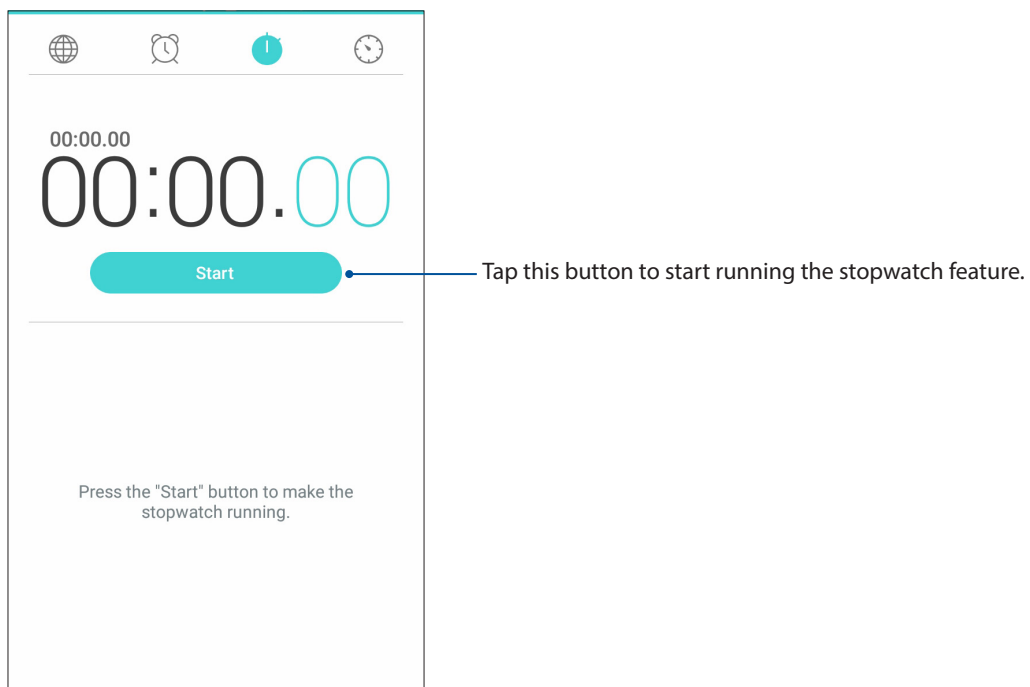 00:00.00
00:00.00
Start
Tap this button to start running the stopwatch feature.
Press the "Start" button to make the
stopwatch running.